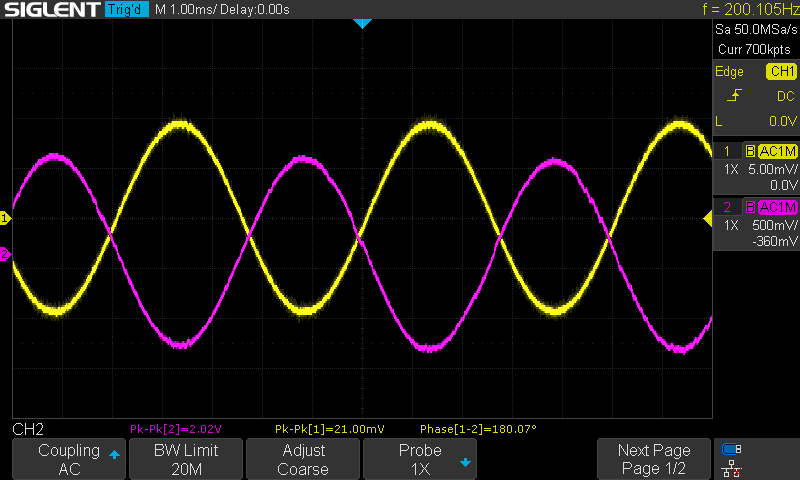 SIGLENT Trig'd M 1.00ms/ Delay:0.00s f = 200.105Hz
Sa 50.0MSa/s
Curr 700kpts
Edge CH1
DC
L 0.0V
1 B AC1M
1X 5.00mV/
0.0V
2 B AC1M
1X 500mV/
-360mV
1
2
CH2 Pk-Pk[2]=2.02V Pk-Pk[1]=21.00mV Phase[1-2]=180.07°
Coupling
AC
BW Limit
20M
Adjust
Coarse
Probe
1X
Next Page
Page 1/2